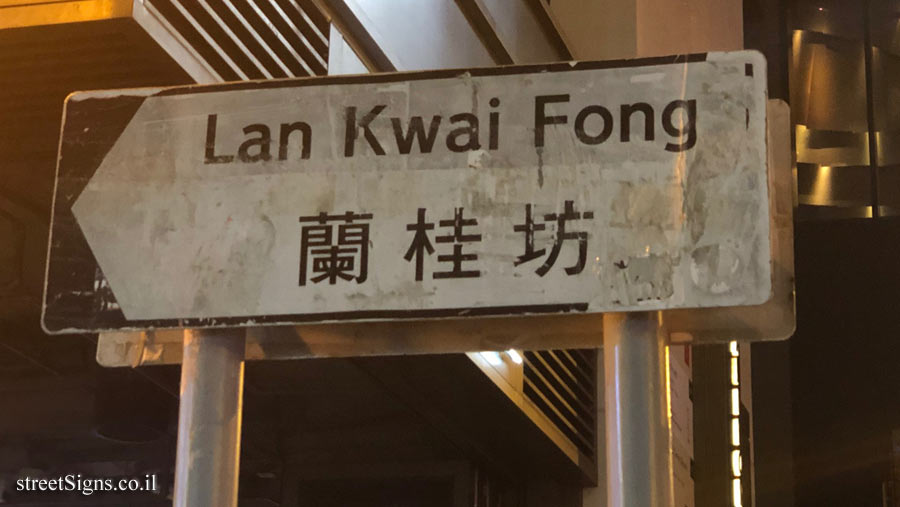 Lan Kwai Fong
蘭桂坊
streetSigns.co.il